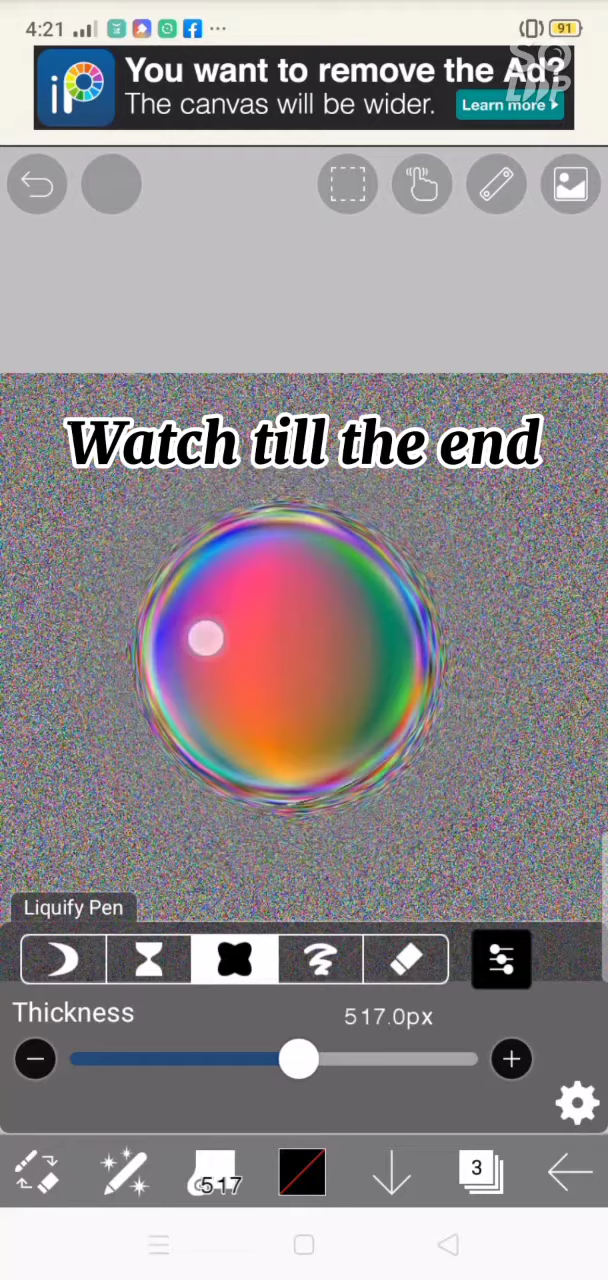 4:21
91
You want to remove the Ad?
The canvas will be wider.
Learn more
Watch till the end
Liquify Pen
Thickness
517.0px
517
3